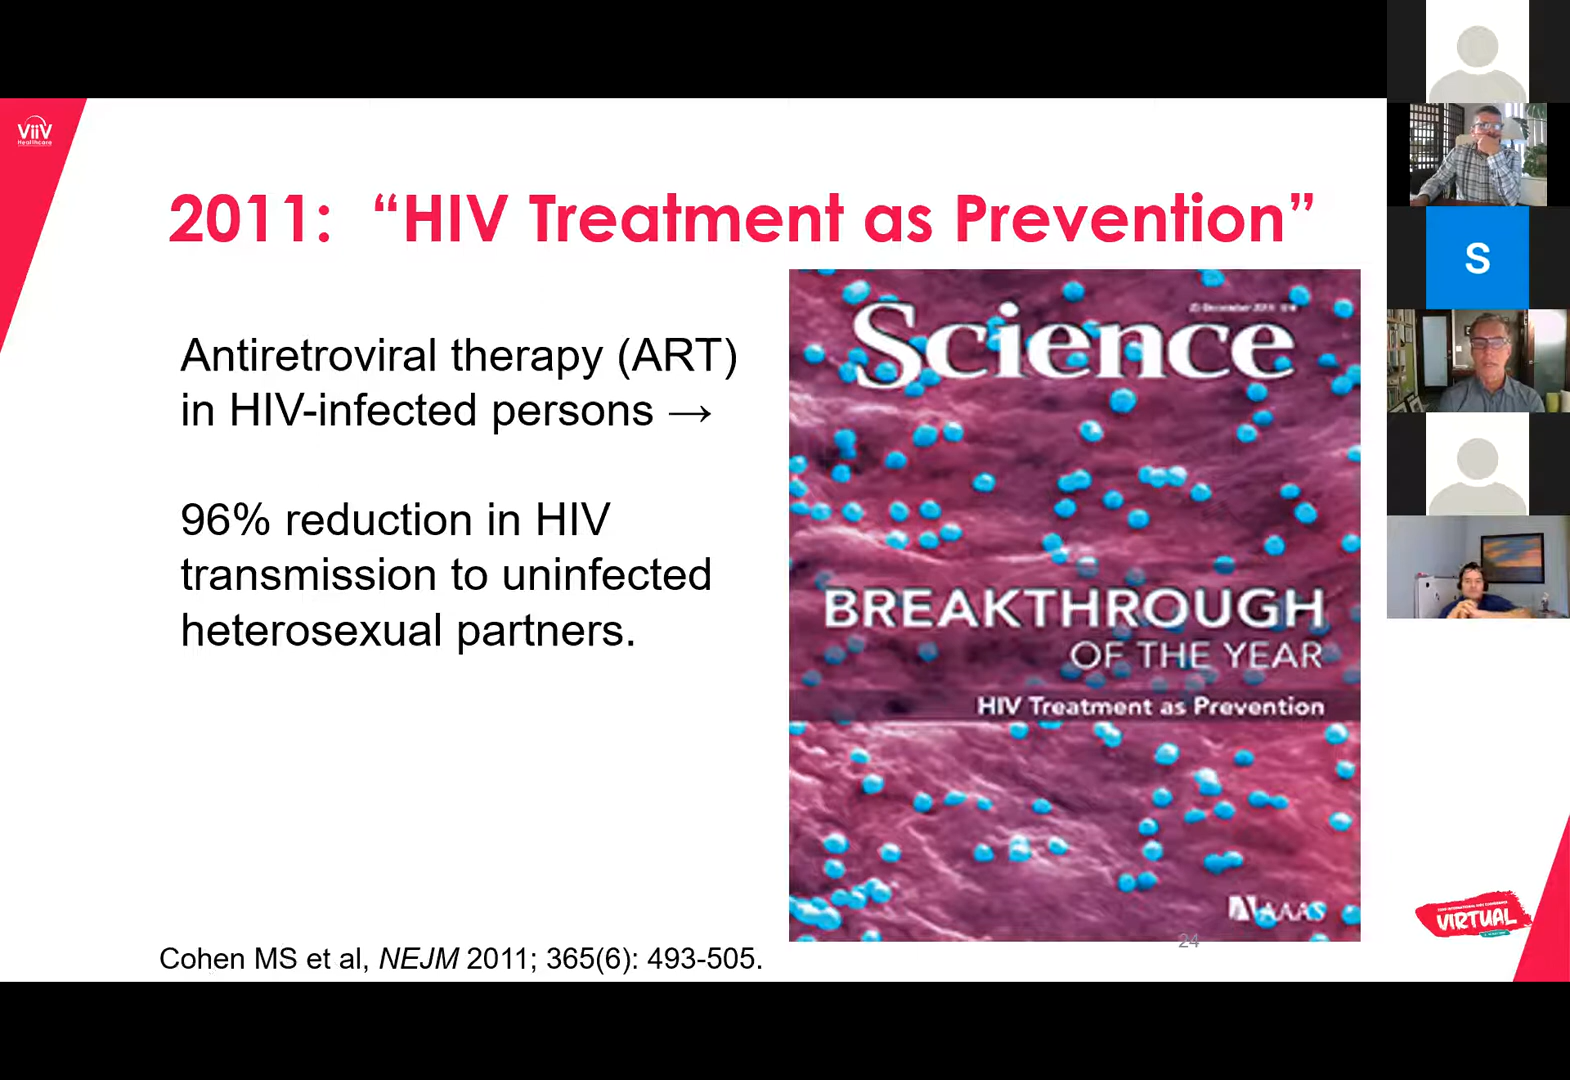 ViiV
Healthcare
2011: “HIV Treatment as Prevention”
Antiretroviral therapy (ART)
in HIV-infected persons →
96% reduction in HIV
transmission to uninfected
heterosexual partners.
Science
BREAKTHROUGH
OF THE YEAR
HIV Treatment as Prevention
AAAS
24
Cohen MS et al, NEJM 2011; 365(6): 493-505.
S
VIRTUAL